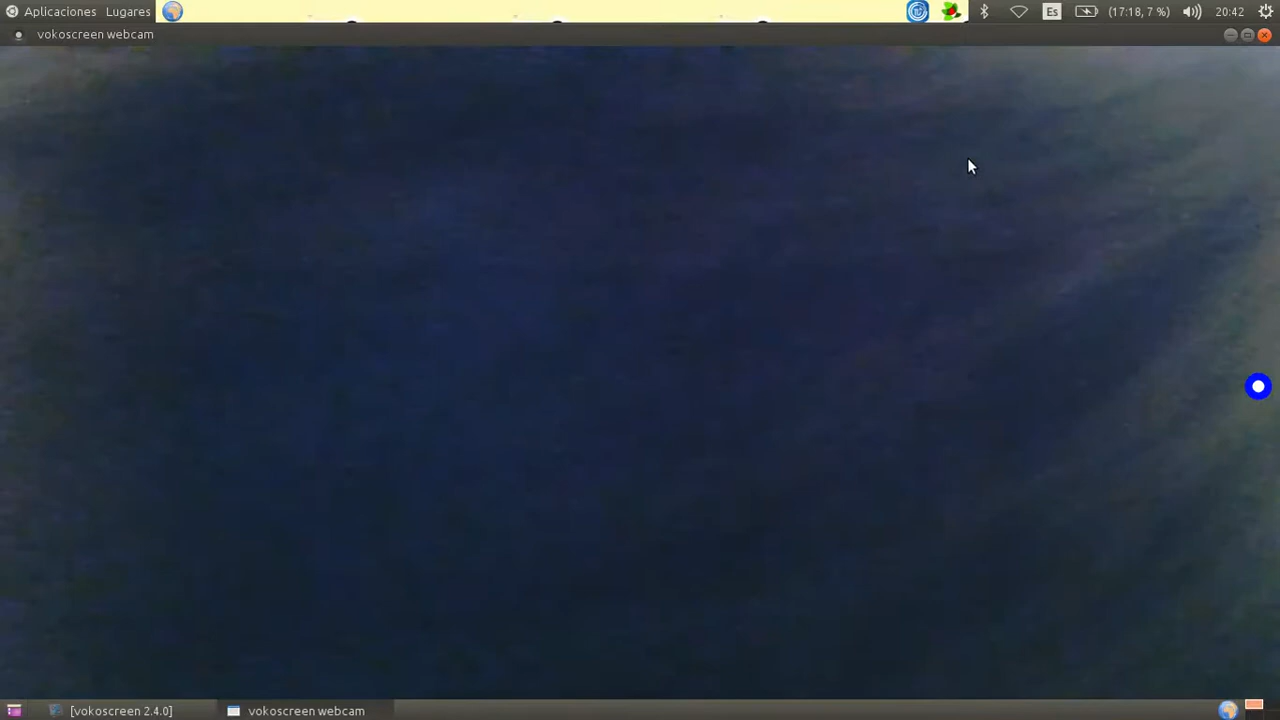 Aplicaciones Lugares
Es (17:18, 7 %) 20:42
vokoscreen webcam
[vokoscreen 2.4.0] vokoscreen webcam